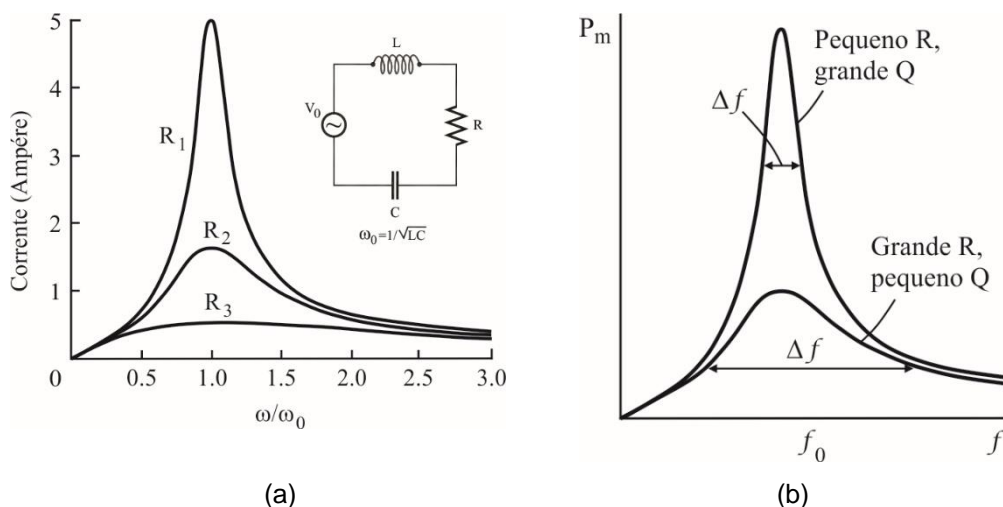 Corrente (Ampére)
5
4
3
2
1
0
0.5
1.0
1.5
2.0
2.5
3.0
ω/ω₀
R₁
R₂
R₃
L
V₀
R
C
ω₀=1/√LC
(a)
Pₘ
Pequeno R,
grande Q
Δf
Grande R,
pequeno Q
Δf
f₀
f
(b)